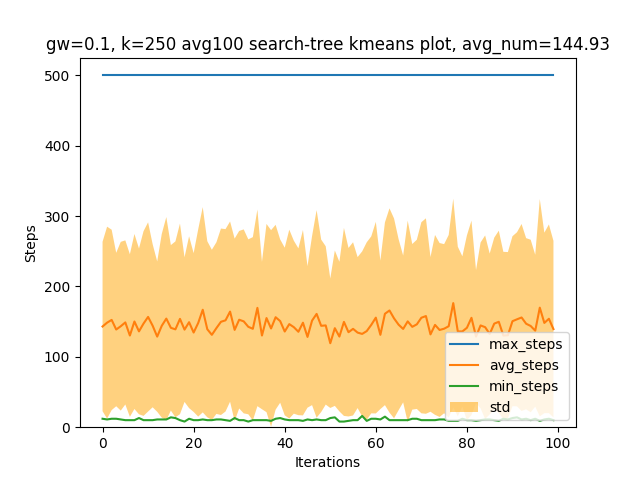 gw=0.1, k=250 avg100 search-tree kmeans plot, avg_num=144.93
500
400
300
200
100
0
Steps
max_steps
avg_steps
min_steps
std
0
20
40
60
80
100
Iterations